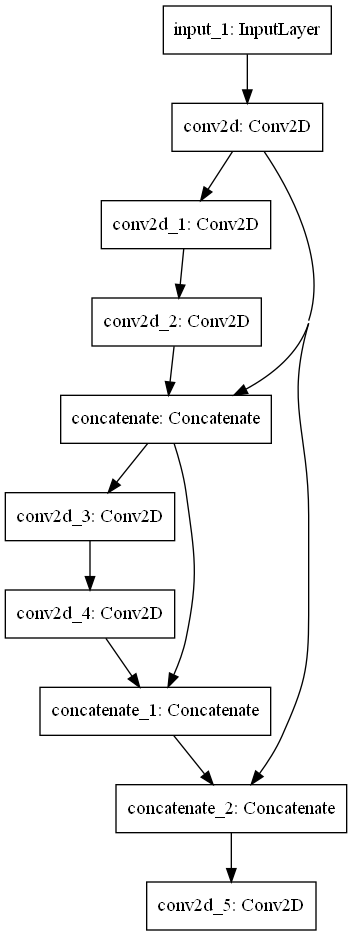 input_1: InputLayer
conv2d: Conv2D
conv2d_1: Conv2D
conv2d_2: Conv2D
concatenate: Concatenate
conv2d_3: Conv2D
conv2d_4: Conv2D
concatenate_1: Concatenate
concatenate_2: Concatenate
conv2d_5: Conv2D